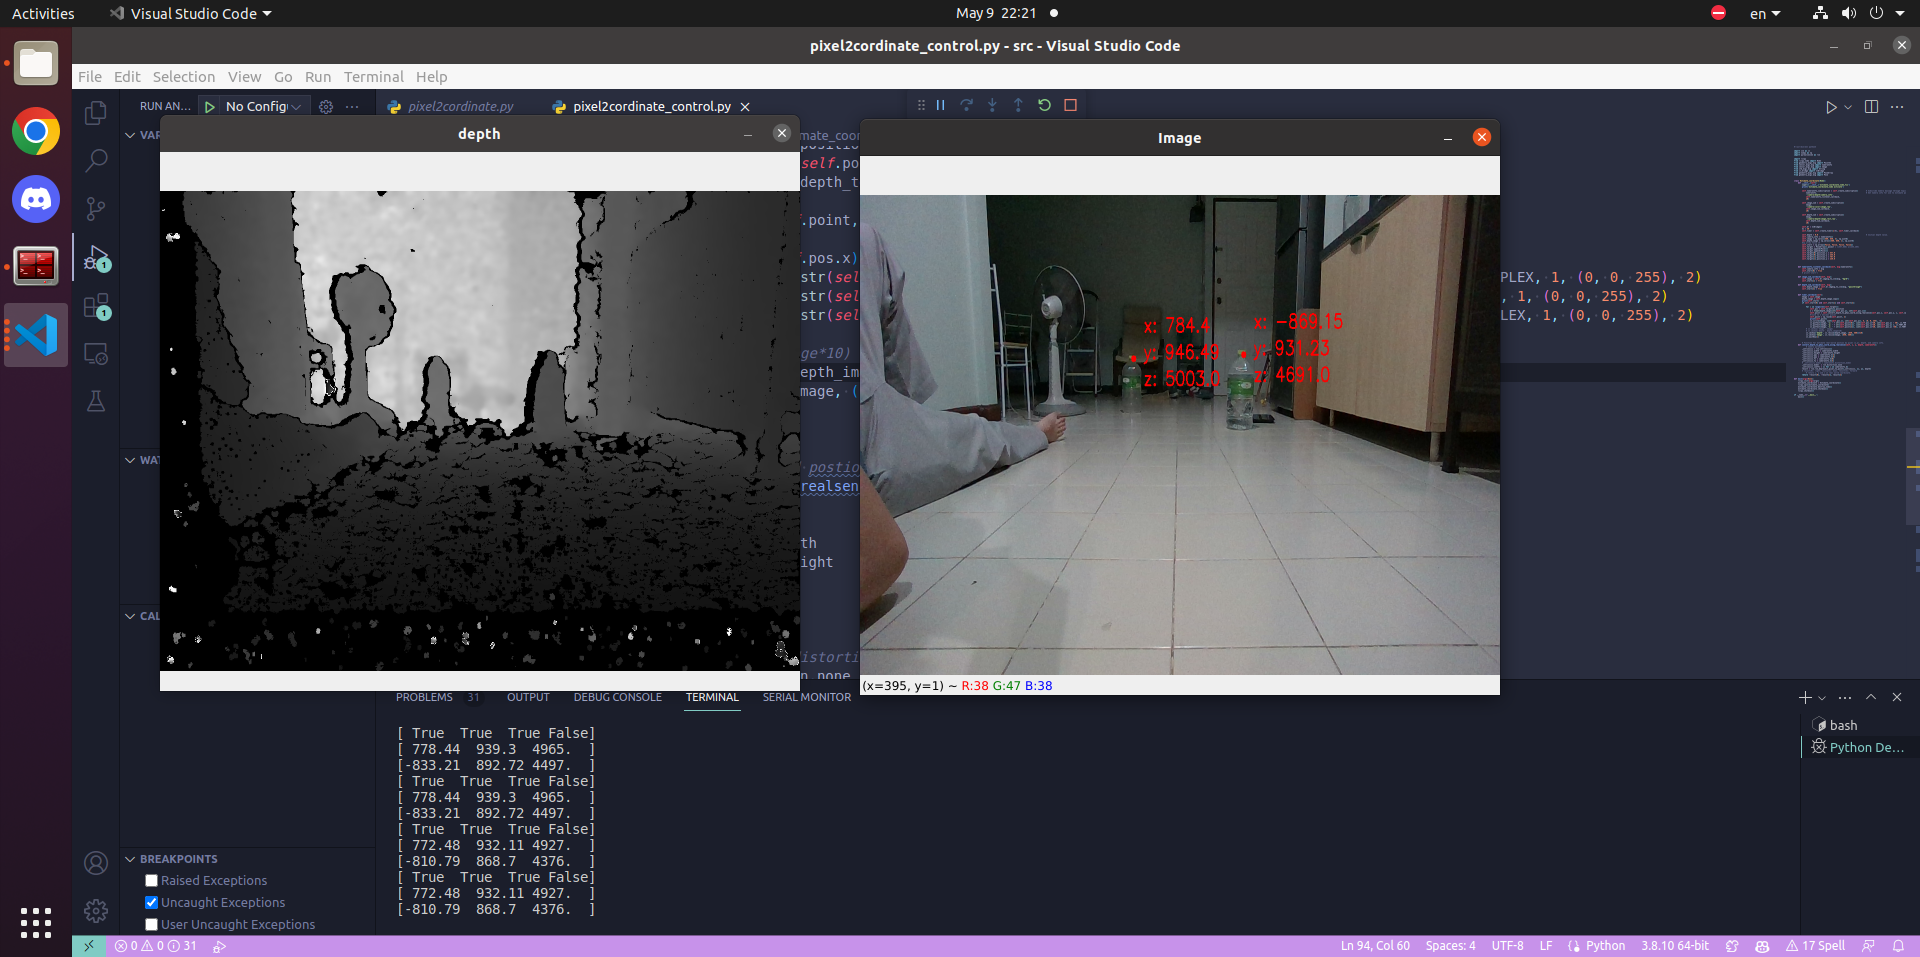 Activities
Visual Studio Code
May 9 22:21
en
pixel2cordinate_control.py - src - Visual Studio Code
File Edit Selection View Go Run Terminal Help
RUN AN...
No Config
pixel2cordinate.py
pixel2cordinate_control.py
VAR
WAT
CAL
depth
self.po
depth_t
.point,
.pos.x)
str(sel
str(sel
str(sel
ge*10)
depth_im
mage, (
postio
realsen
th
ight
istorti
n none
PLEX, 1, (0, 0, 255), 2)
, 1, (0, 0, 255), 2)
LEX, 1, (0, 0, 255), 2)
Image
x: 784.4
y: 946.49
z: 5003.0
x: -869.15
y: 931.23
z: 4691.0
(x=395, y=1) ~ R:38 G:47 B:38
PROBLEMS 31 OUTPUT DEBUG CONSOLE TERMINAL SERIAL MONITOR
[ True True True False]
[ 778.44 939.3 4965. ]
[-833.21 892.72 4497. ]
[ True True True False]
[ 778.44 939.3 4965. ]
[-833.21 892.72 4497. ]
[ True True True False]
[ 772.48 932.11 4927. ]
[-810.79 868.7 4376. ]
[ True True True False]
[ 772.48 932.11 4927. ]
[-810.79 868.7 4376. ]
bash
Python De...
BREAKPOINTS
Raised Exceptions
Uncaught Exceptions
User Uncaught Exceptions
0 0 31
Ln 94, Col 60 Spaces: 4 UTF-8 LF Python 3.8.10 64-bit 17 Spell